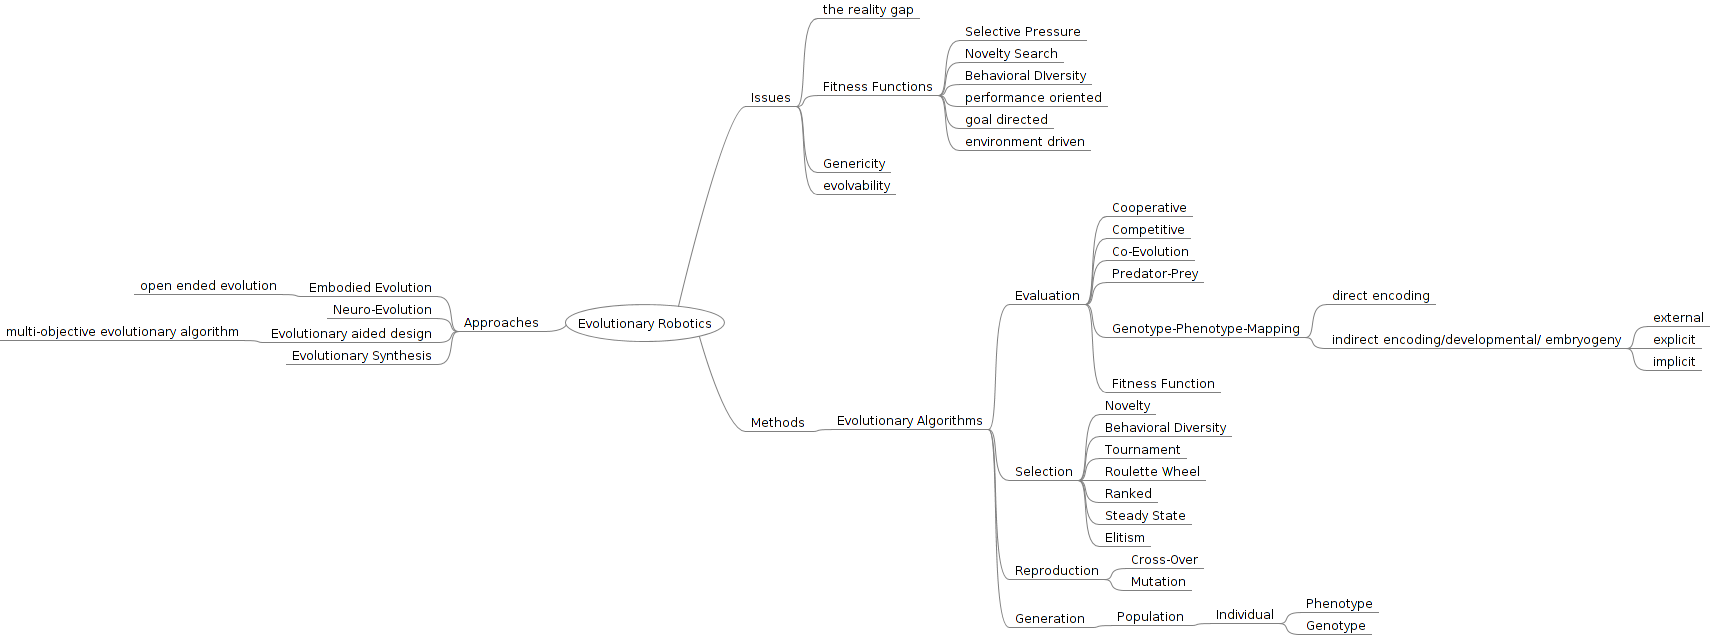 Evolutionary Robotics
Issues
the reality gap
Fitness Functions
Selective Pressure
Novelty Search
Behavioral DIversity
performance oriented
goal directed
environment driven
Genericity
evolvability
Methods
Evolutionary Algorithms
Evaluation
Cooperative
Competitive
Co-Evolution
Predator-Prey
Genotype-Phenotype-Mapping
direct encoding
indirect encoding/developmental/ embryogeny
external
explicit
implicit
Fitness Function
Selection
Novelty
Behavioral Diversity
Tournament
Roulette Wheel
Ranked
Steady State
Elitism
Reproduction
Cross-Over
Mutation
Generation
Population
Individual
Phenotype
Genotype
Approaches
Embodied Evolution
open ended evolution
Neuro-Evolution
Evolutionary aided design
multi-objective evolutionary algorithm
Evolutionary Synthesis